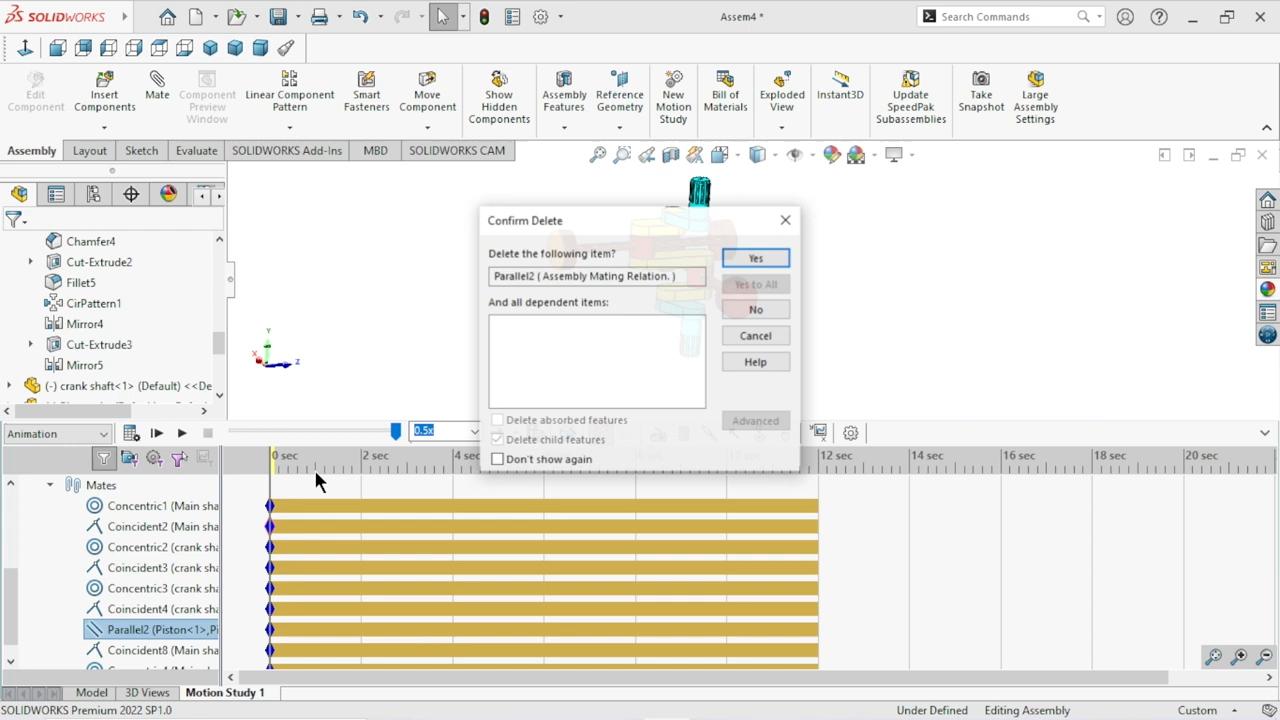 SOLIDWORKS
Assem4 *
Search Commands
Edit Component
Insert Components
Mate
Component Preview Window
Linear Component Pattern
Smart Fasteners
Move Component
Show Hidden Components
Assembly Features
Reference Geometry
New Motion Study
Bill of Materials
Exploded View
Instant3D
Update SpeedPak Subassemblies
Take Snapshot
Large Assembly Settings
Assembly
Layout
Sketch
Evaluate
SOLIDWORKS Add-Ins
MBD
SOLIDWORKS CAM
Chamfer4
Cut-Extrude2
Fillet5
CirPattern1
Mirror4
Cut-Extrude3
Mirror5
(-) crank shaft<1> (Default) <<De
Y
X
Z
Confirm Delete
Delete the following item?
Parallel2 ( Assembly Mating Relation. )
And all dependent items:
Delete absorbed features
Delete child features
Don't show again
Yes
Yes to All
No
Cancel
Help
Advanced
Animation
0.5x
0 sec
2 sec
4 sec
12 sec
14 sec
16 sec
18 sec
20 sec
Mates
Concentric1 (Main sha
Coincident2 (Main sha
Concentric2 (crank sha
Coincident3 (crank sha
Concentric3 (crank sha
Coincident4 (crank sha
Parallel2 (Piston<1>,Pi
Coincident8 (Main sha
Model
3D Views
Motion Study 1
SOLIDWORKS Premium 2022 SP1.0
Under Defined
Editing Assembly
Custom